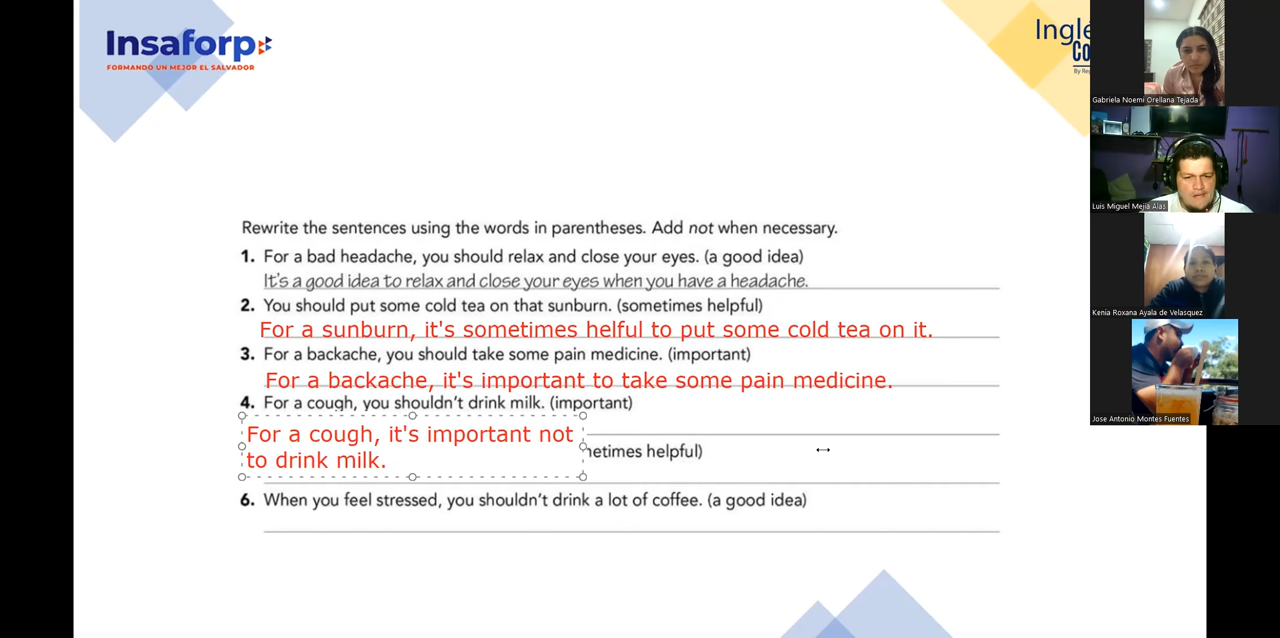 Insaforp
FORMANDO UN MEJOR EL SALVADOR
Rewrite the sentences using the words in parentheses. Add not when necessary.
1. For a bad headache, you should relax and close your eyes. (a good idea)
It's a good idea to relax and close your eyes when you have a headache.
2. You should put some cold tea on that sunburn. (sometimes helpful)
For a sunburn, it's sometimes helful to put some cold tea on it.
3. For a backache, you should take some pain medicine. (important)
For a backache, it's important to take some pain medicine.
4. For a cough, you shouldn't drink milk. (important)
For a cough, it's important not
to drink milk.
helpful)
6. When you feel stressed, you shouldn't drink a lot of coffee. (a good idea)
Gabriela Noemi Orellana Tejada
Luis Miguel Mejia Alas
Kenia Roxana Ayala de Velasquez
Jose Antonio Montes Fuentes